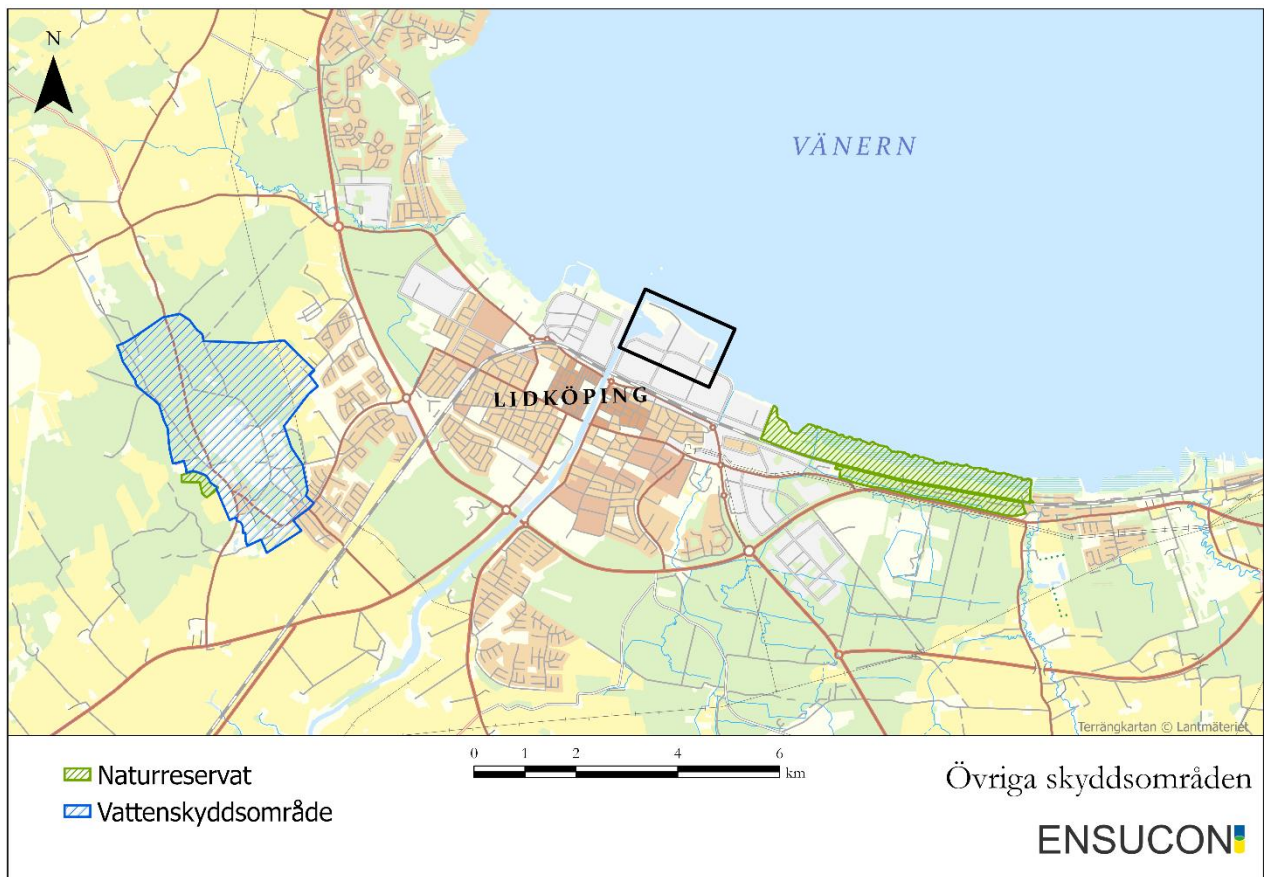 N
VÄNERN
LIDKÖPING
Terrängkartan © Lantmäteriet
Naturreservat
Vattenskyddsområde
0 1 2 4 6
km
Övriga skyddsområden
ENSUCON